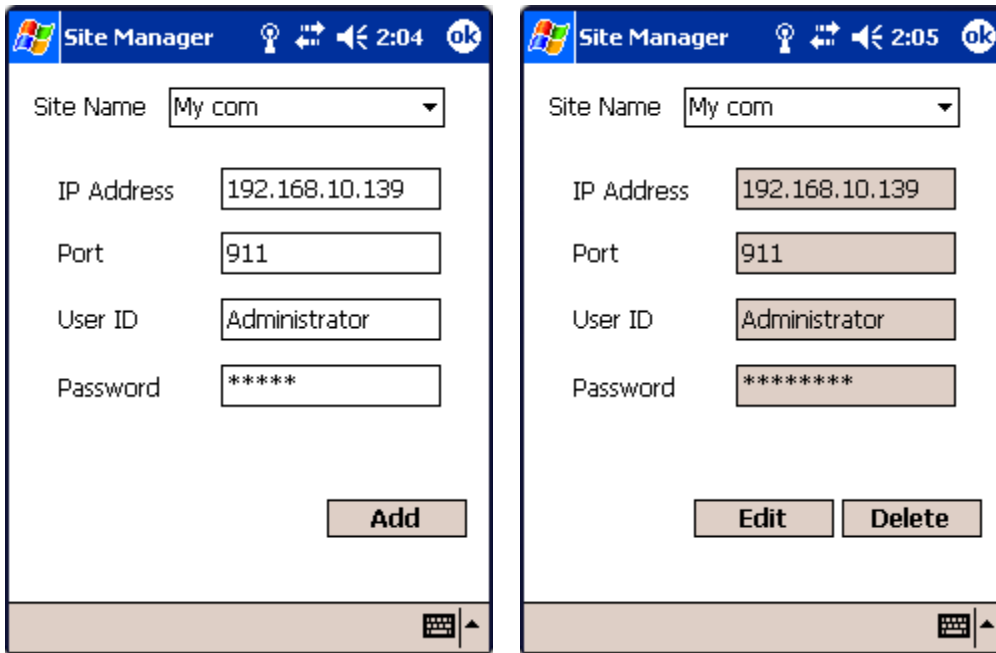 Site Manager 2:04 ok
Site Name My com
IP Address 192.168.10.139
Port 911
User ID Administrator
Password *****
Add
Site Manager 2:05 ok
Site Name My com
IP Address 192.168.10.139
Port 911
User ID Administrator
Password ********
Edit Delete